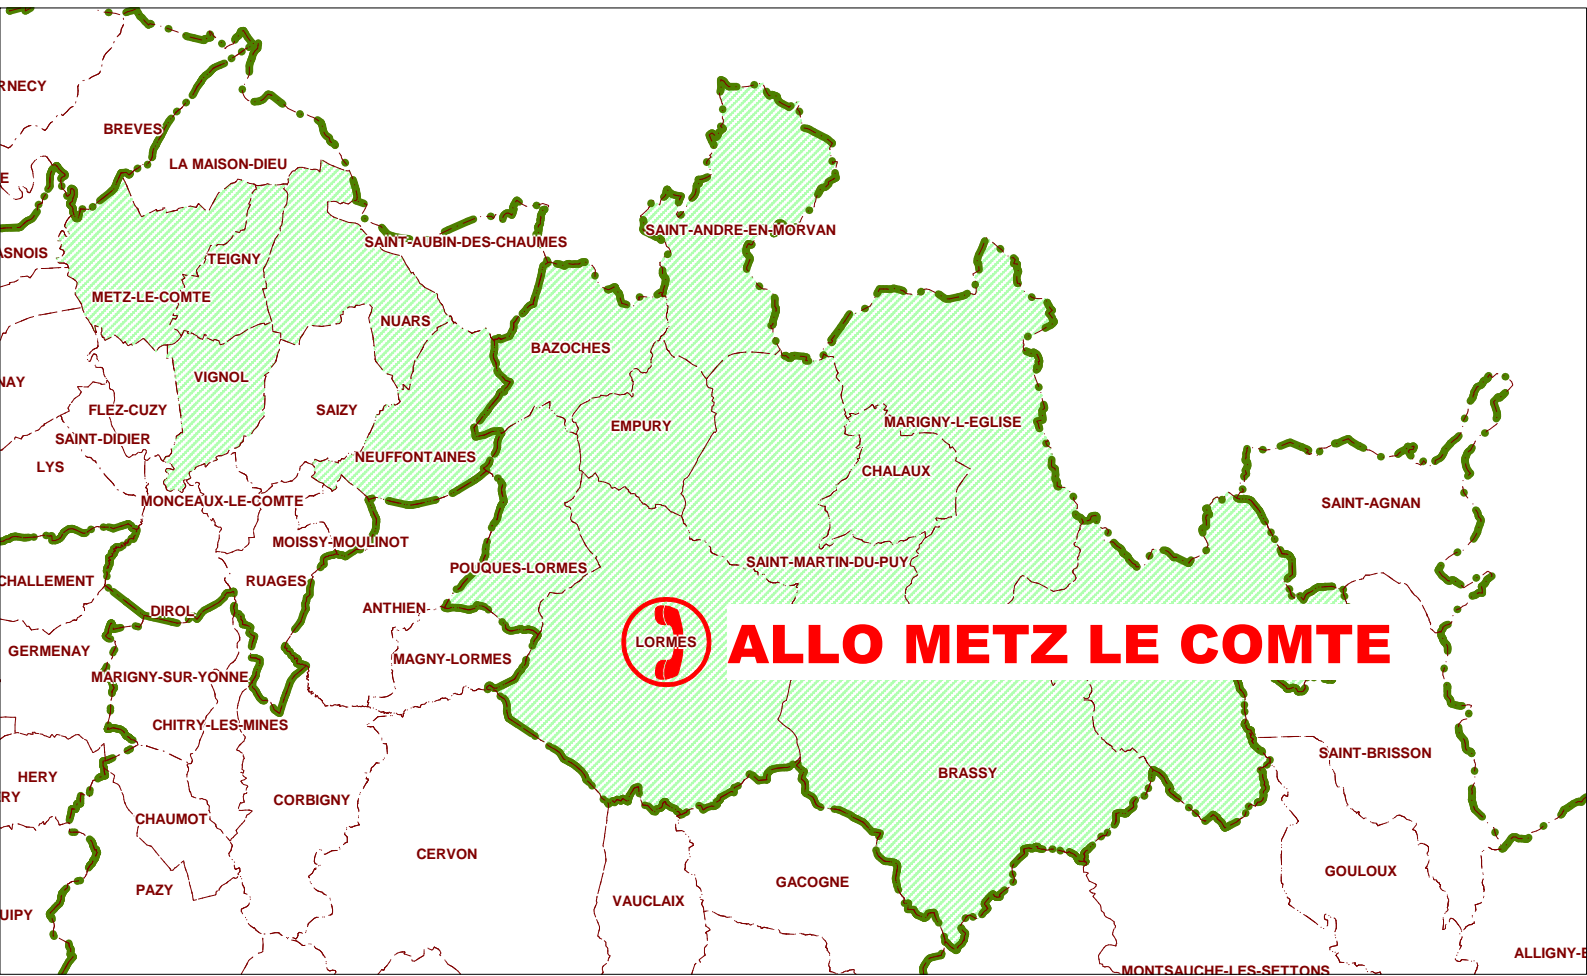 RNECY
BREVES
LA MAISON-DIEU
E
SAINT-ANDRE-EN-MORVAN
SAINT-AUBIN-DES-CHAUMES
ASNOIS
TEIGNY
METZ-LE-COMTE
NUARS
BAZOCHES
VIGNOL
NAY
FLEZ-CUZY
SAIZY
EMPURY
MARIGNY-L-EGLISE
SAINT-DIDIER
LYS
NEUFFONTAINES
CHALAUX
MONCEAUX-LE-COMTE
SAINT-AGNAN
MOISSY-MOULINOT
SAINT-MARTIN-DU-PUY
POUQUES-LORMES
CHALLEMENT
RUAGES
DIROL
ANTHIEN
LORMES
ALLO METZ LE COMTE
GERMENAY
MAGNY-LORMES
MARIGNY-SUR-YONNE
CHITRY-LES-MINES
SAINT-BRISSON
HERY
BRASSY
RY
CORBIGNY
CHAUMOT
CERVON
GOULOUX
GACOGNE
PAZY
VAUCLAIX
UIPY
ALLIGNY-E
MONTSAUCHE-LES-SETTONS